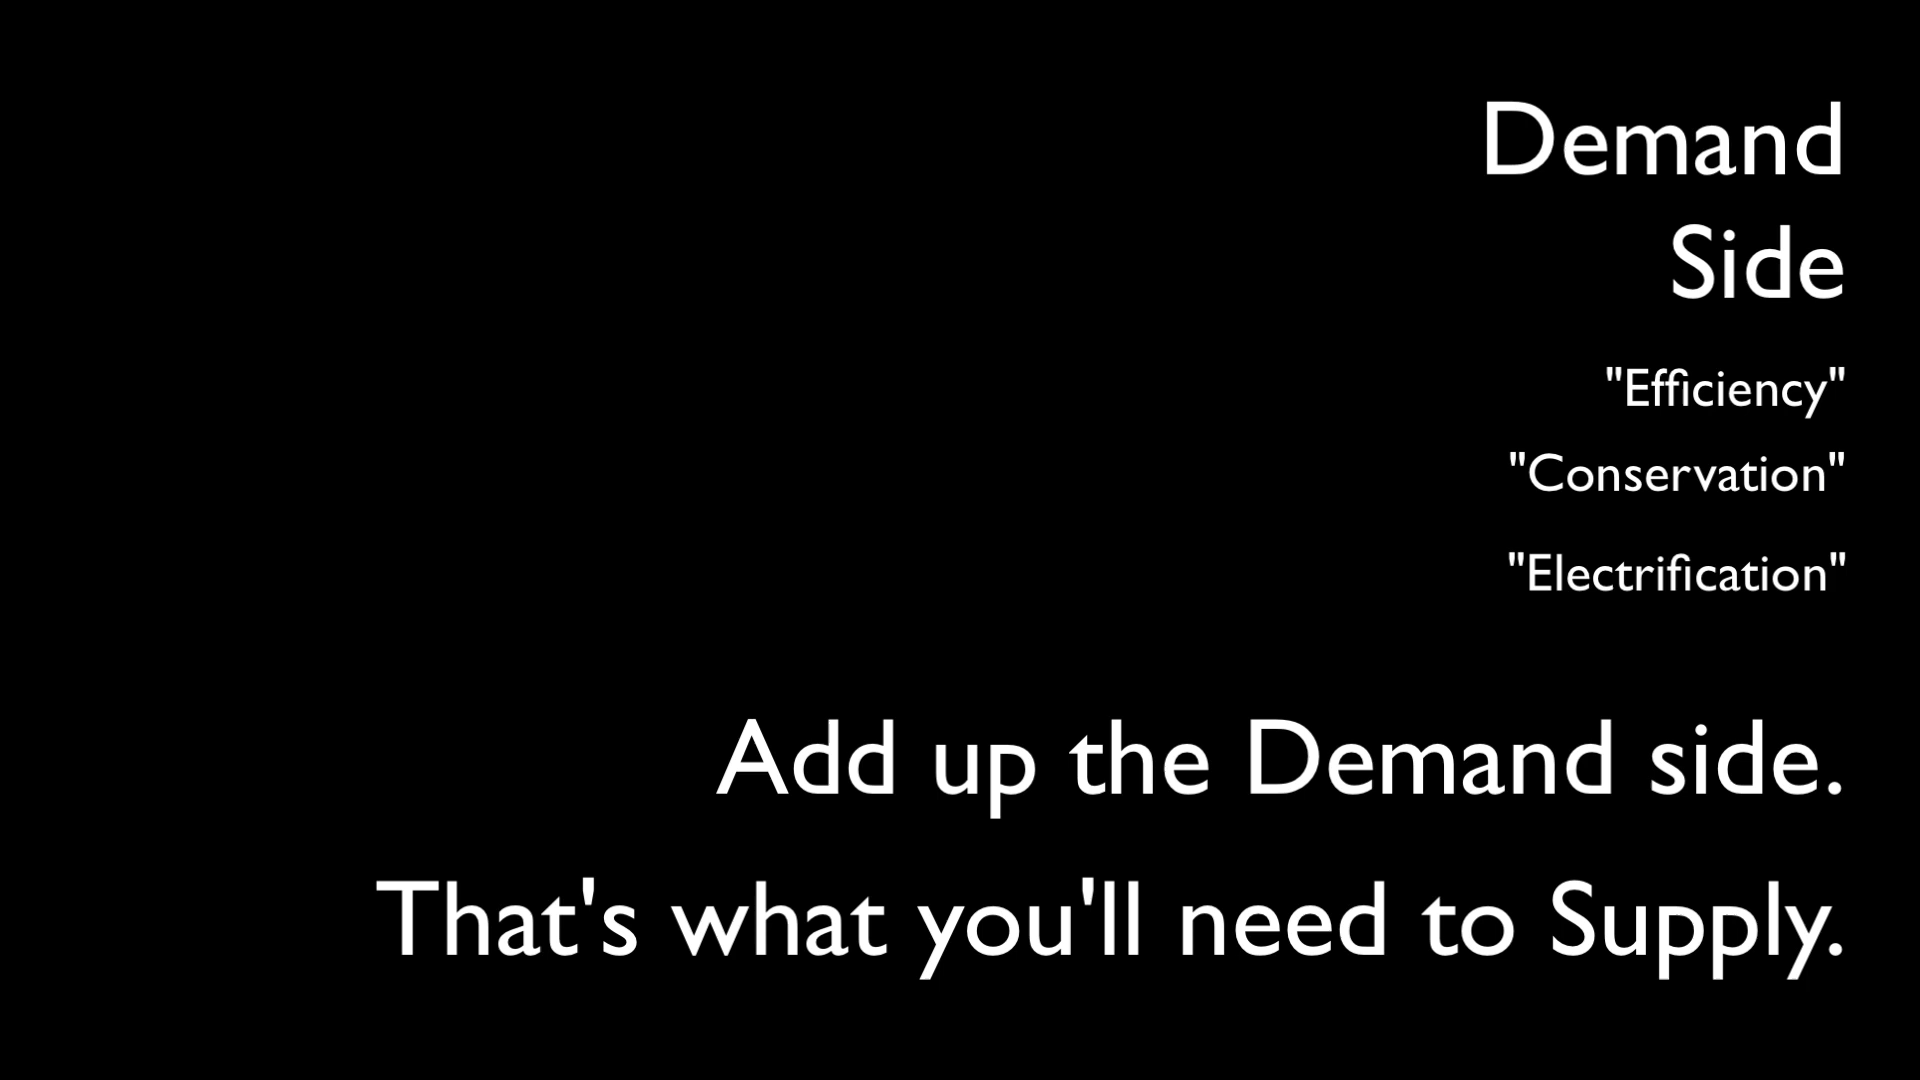 Demand
Side
"Efficiency"
"Conservation"
"Electrification"
Add up the Demand side.
That's what you'll need to Supply.